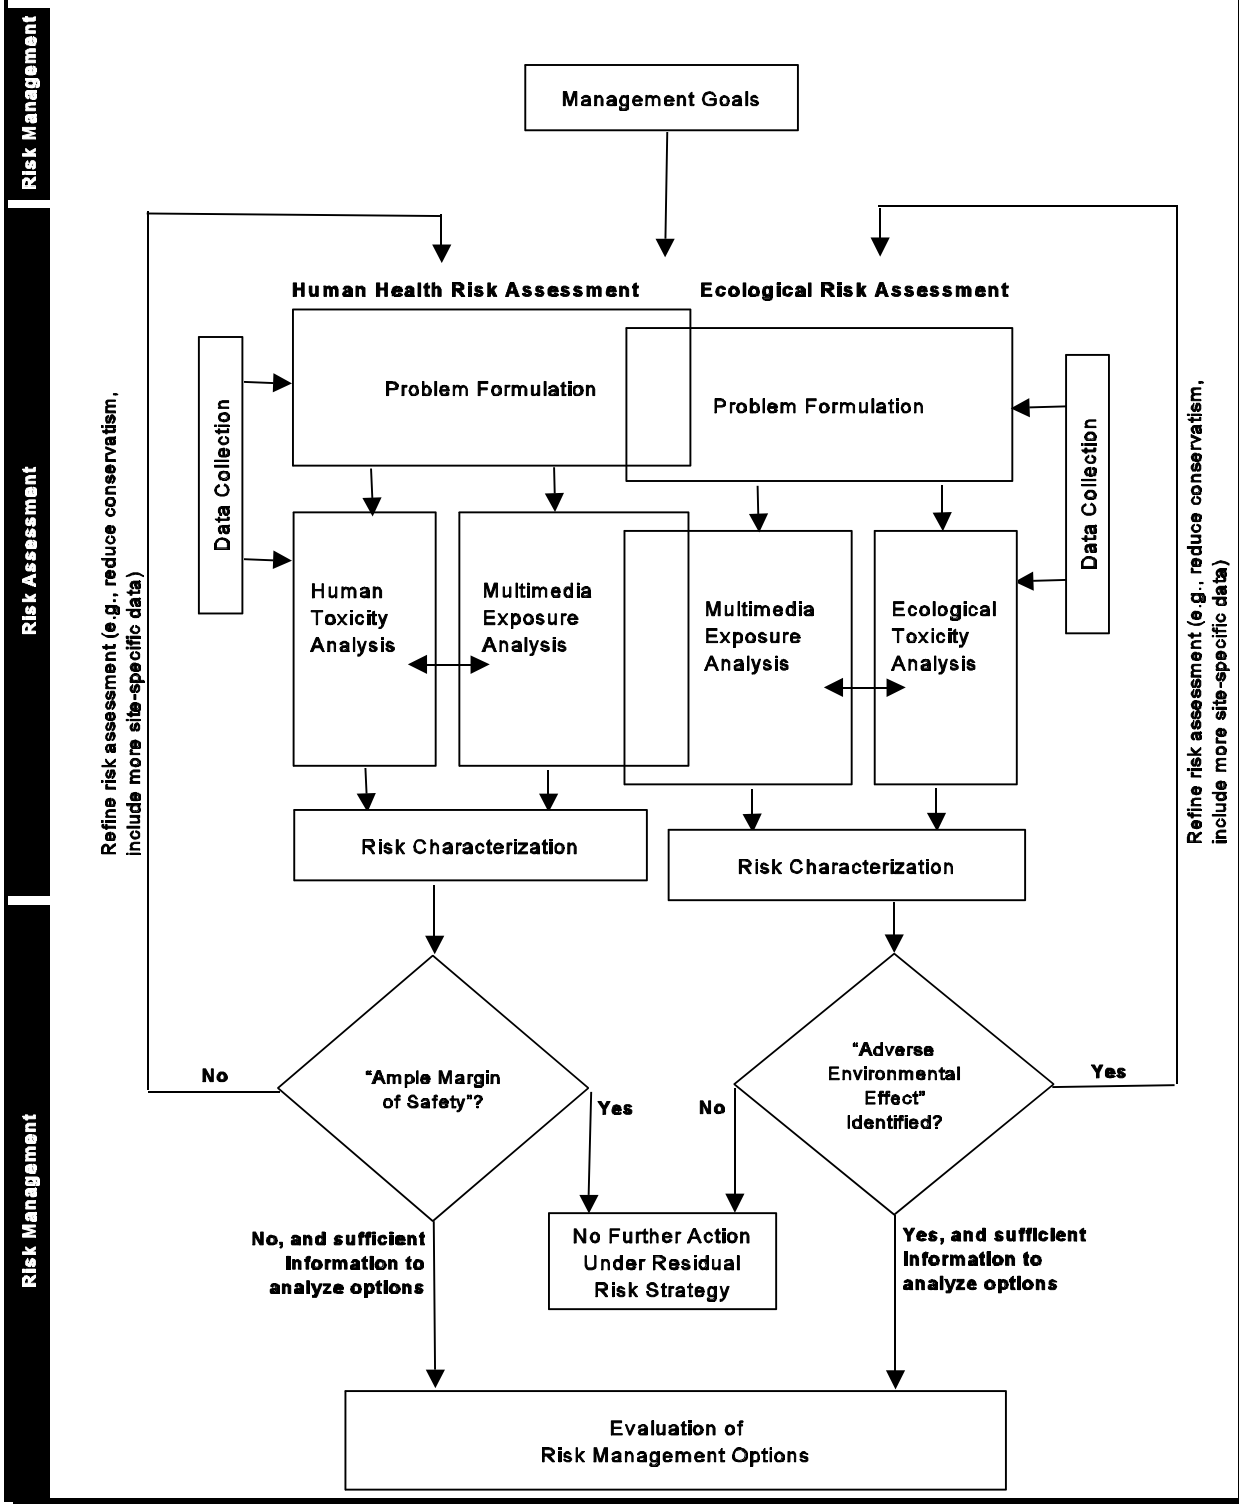 Risk Management
Management Goals
Human Health Risk Assessment
Ecological Risk Assessment
Risk Assessment
Refine risk assessment (e.g., reduce conservatism,
include more site-specific data)
Data Collection
Problem Formulation
Problem Formulation
Data Collection
Refine risk assessment (e.g., reduce conservatism,
include more site-specific data)
Human
Toxicity
Analysis
Multimedia
Exposure
Analysis
Multimedia
Exposure
Analysis
Ecological
Toxicity
Analysis
Risk Characterization
Risk Characterization
Risk Management
No
“Ample Margin
of Safety”?
Yes
No
“Adverse
Environmental
Effect”
Identified?
Yes
No, and sufficient
information to
analyze options
No Further Action
Under Residual
Risk Strategy
Yes, and sufficient
information to
analyze options
Evaluation of
Risk Management Options